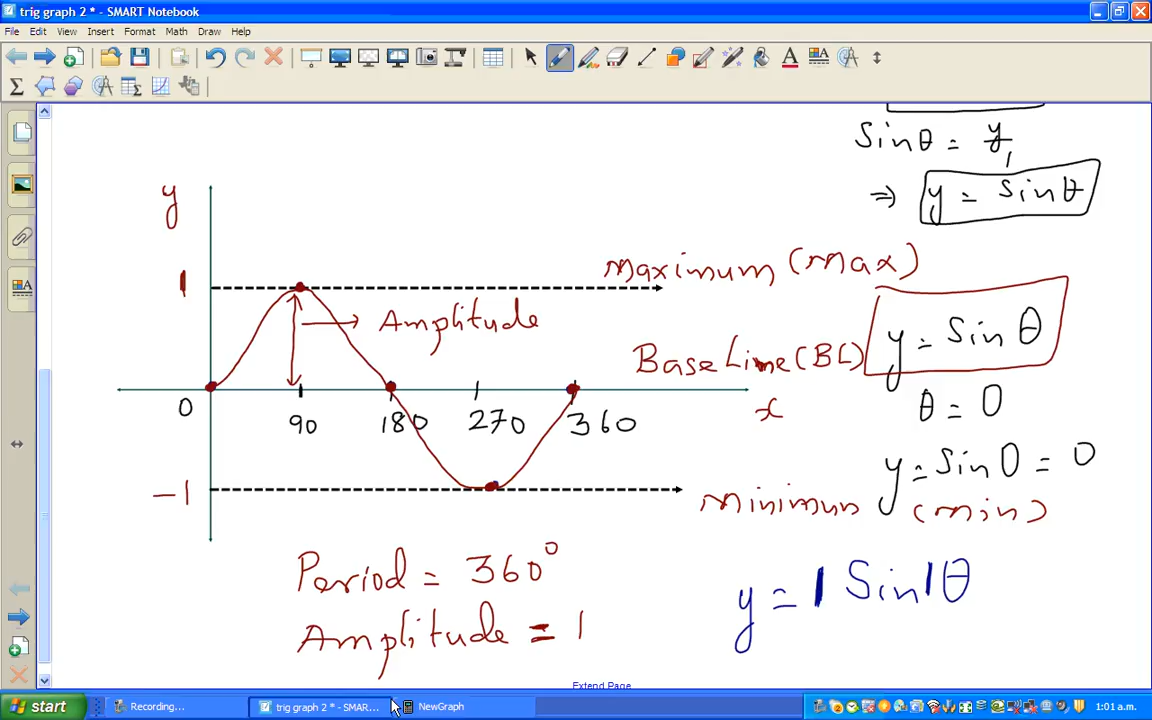 trig graph 2 * - SMART Notebook
File Edit View Insert Format Math Draw Help
Sinθ = y/1
⇒ y = Sinθ
y
1
Maximum (Max)
Amplitude
y = Sin θ
Base Line (BL)
0 90 180 270 360
x
θ = 0
y = Sin 0 = 0
-1
Minimum (Min)
Period = 360°
Amplitude = 1
y = 1 Sin 1 θ
Extend Page
start Recording... trig graph 2 * - SMAR... NewGraph 1:01 a.m.